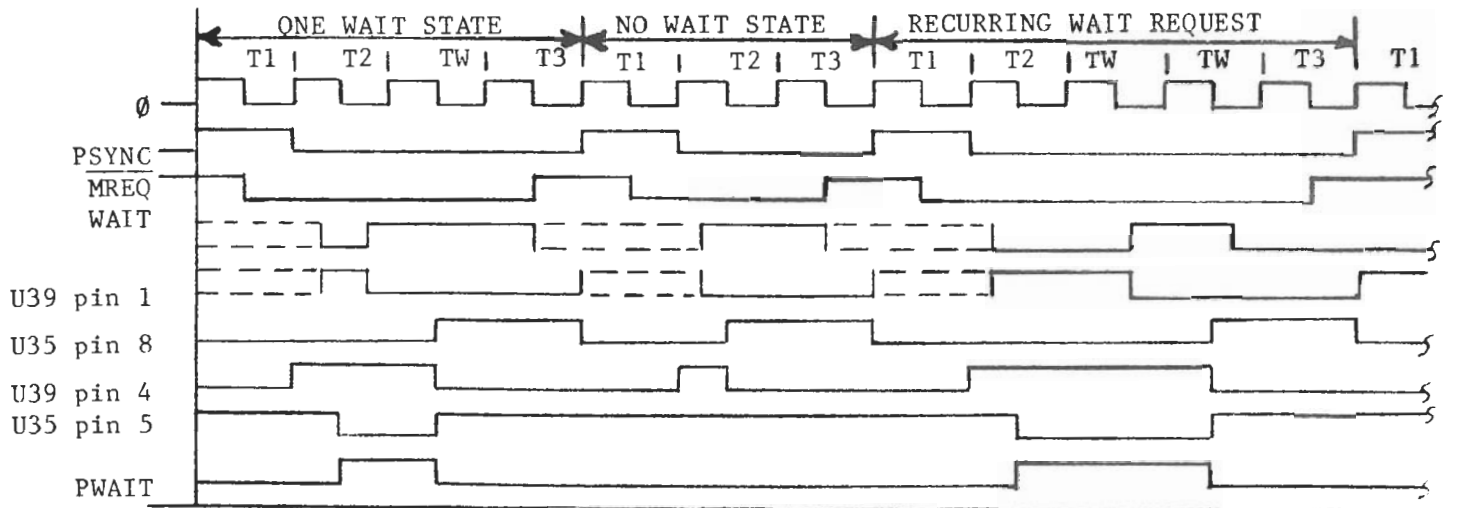 ONE WAIT STATE NO WAIT STATE RECURRING WAIT REQUEST
T1 T2 TW T3 T1 T2 T3 T1 T2 TW TW T3 T1
ø
PSYNC
MREQ
WAIT
U39 pin 1
U35 pin 8
U39 pin 4
U35 pin 5
PWAIT